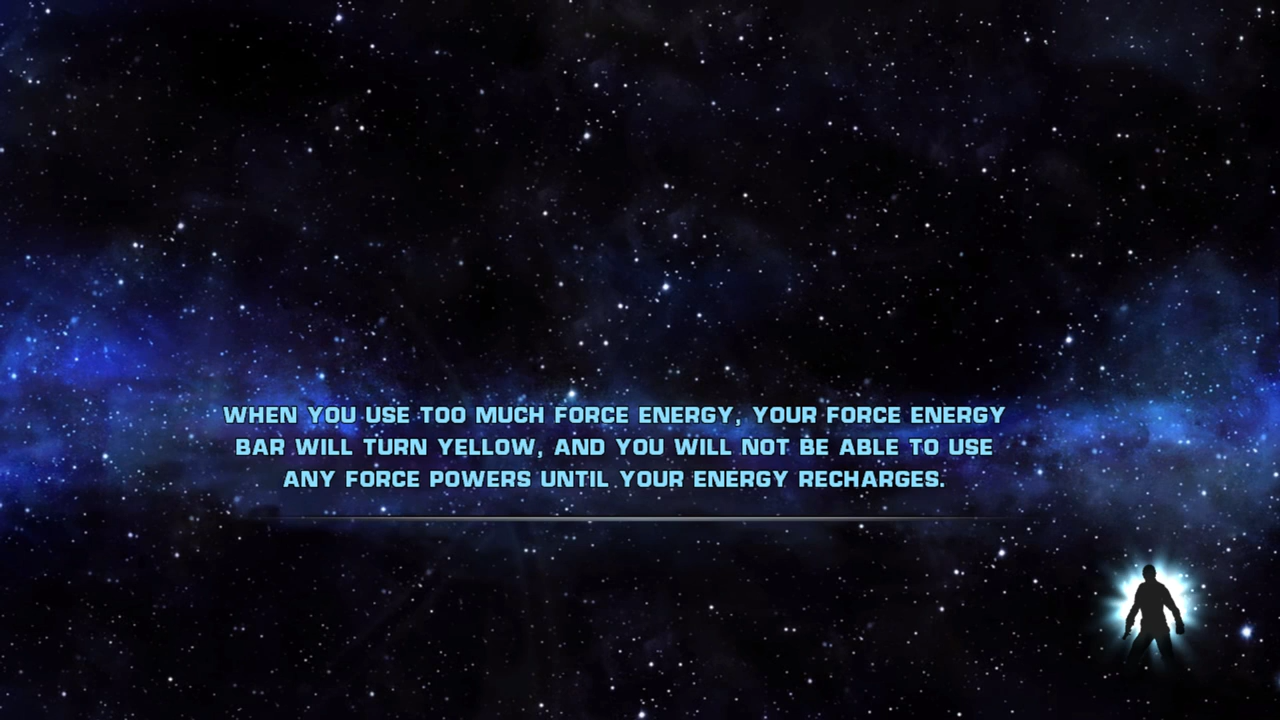 WHEN YOU USE TOO MUCH FORCE ENERGY, YOUR FORCE ENERGY
BAR WILL TURN YELLOW, AND YOU WILL NOT BE ABLE TO USE
ANY FORCE POWERS UNTIL YOUR ENERGY RECHARGES.